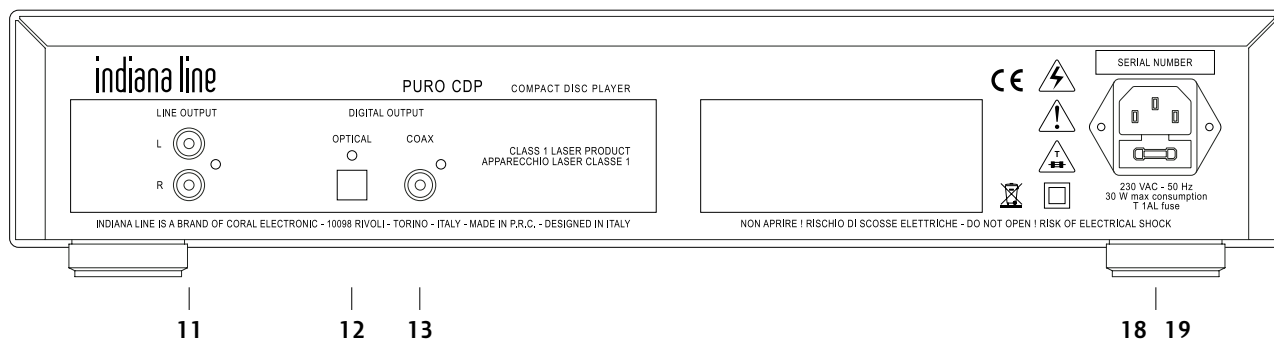 indiana line
PURO CDP COMPACT DISC PLAYER
LINE OUTPUT
L
R
DIGITAL OUTPUT
OPTICAL COAX
CLASS 1 LASER PRODUCT
APPARECCHIO LASER CLASSE 1
INDIANA LINE IS A BRAND OF CORAL ELECTRONIC - 10098 RIVOLI - TORINO - ITALY - MADE IN P.R.C. - DESIGNED IN ITALY
CE
!
T
SERIAL NUMBER
230 VAC - 50 Hz
30 W max consumption
T 1AL fuse
NON APRIRE ! RISCHIO DI SCOSSE ELETTRICHE - DO NOT OPEN ! RISK OF ELECTRICAL SHOCK
11 12 13 18 19